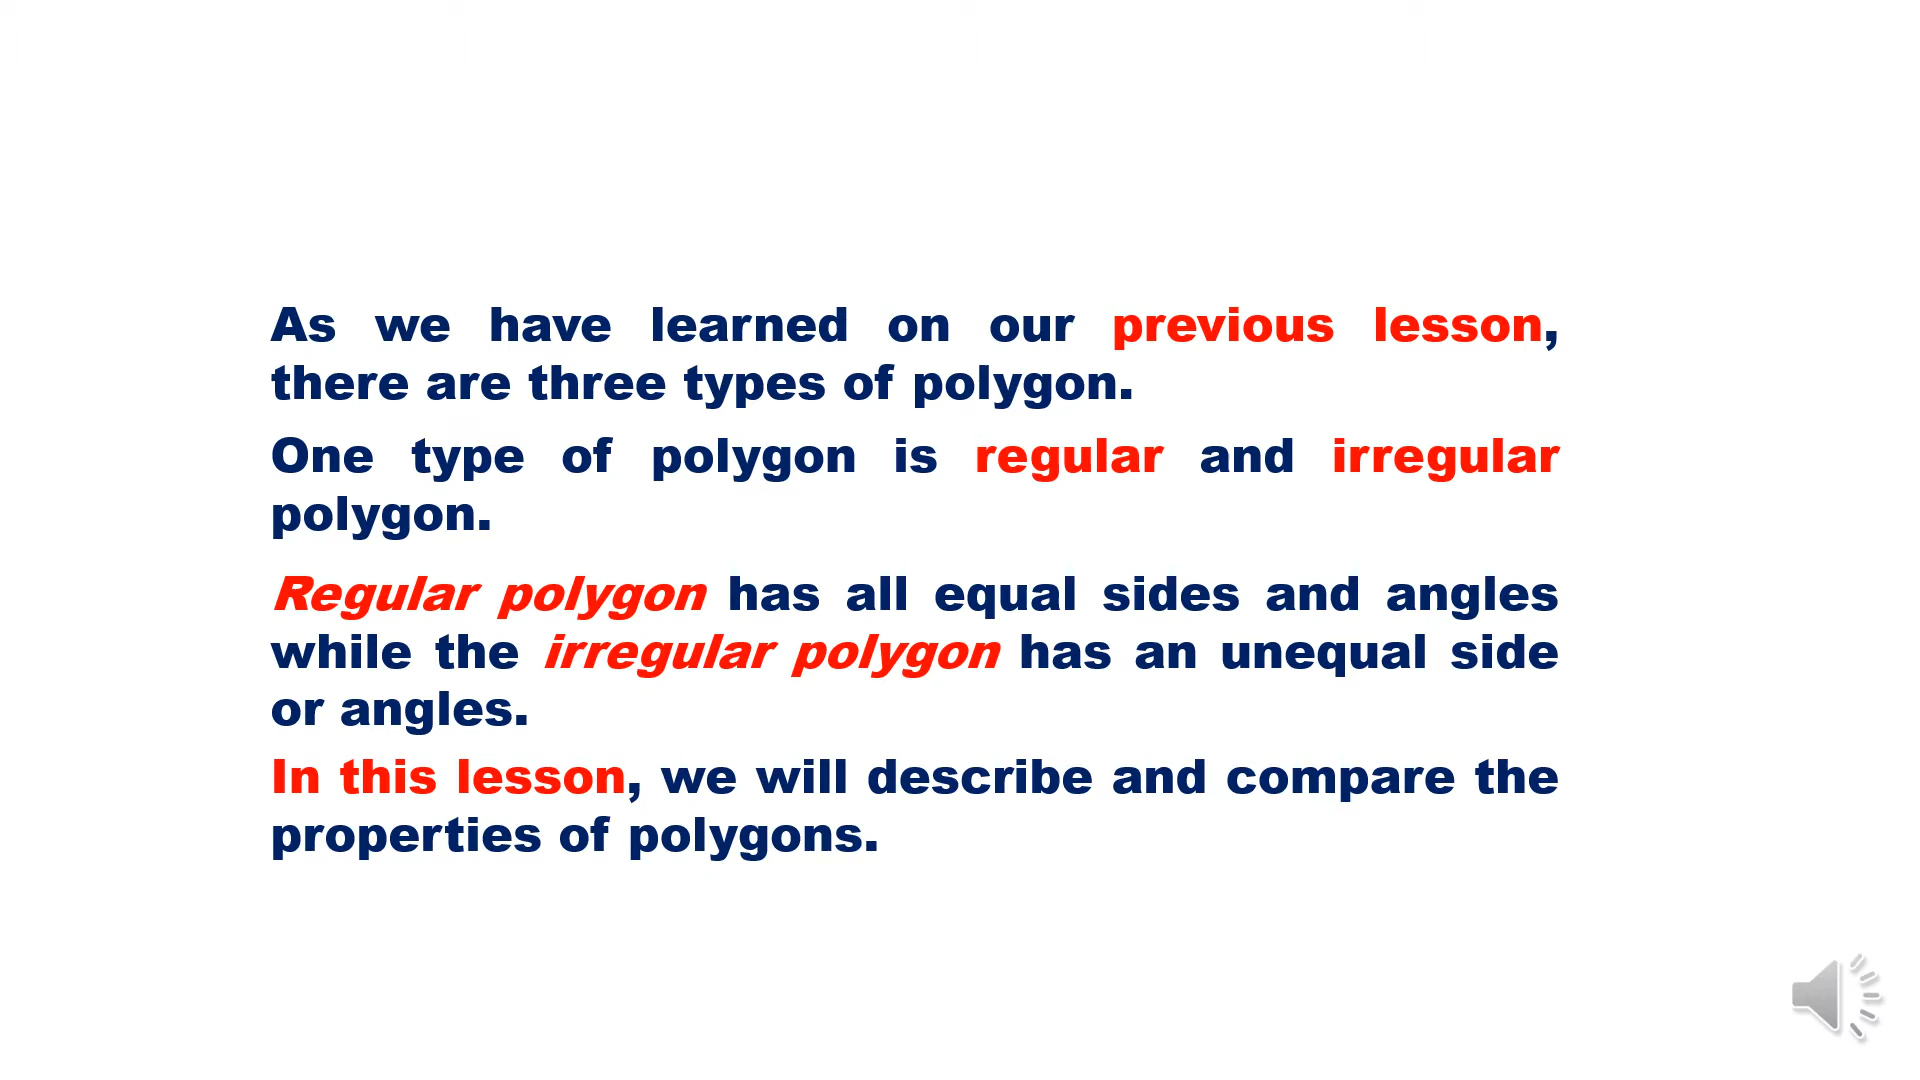 As we have learned on our previous lesson,
there are three types of polygon.
One type of polygon is regular and irregular
polygon.
Regular polygon has all equal sides and angles
while the irregular polygon has an unequal side
or angles.
In this lesson, we will describe and compare the
properties of polygons.